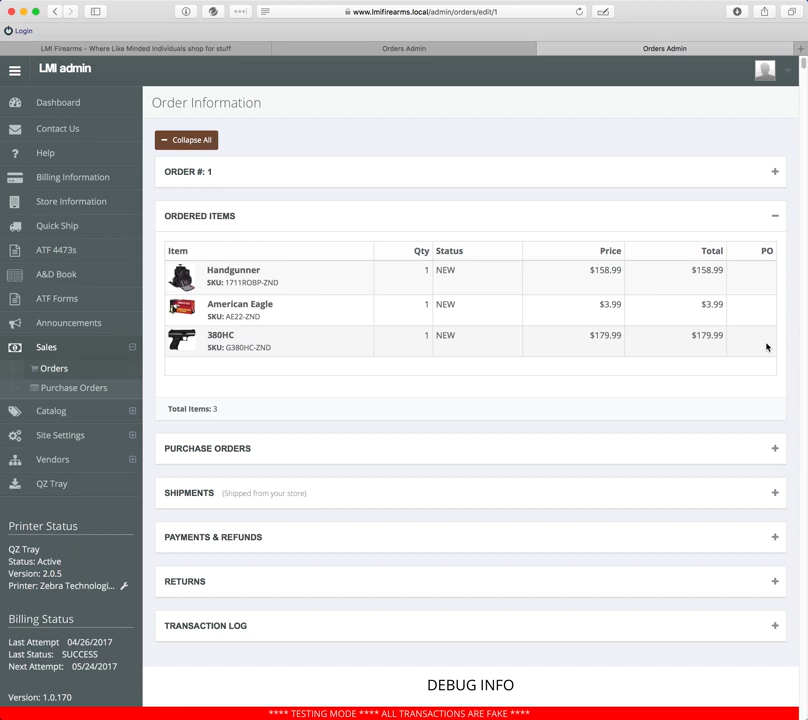 www.lmifirearms.local/admin/orders/edit/1
Login
LMI Firearms - Where Like Minded Individuals shop for stuff
Orders Admin
Orders Admin
LMI admin
Dashboard
Contact Us
Help
Billing Information
Store Information
Quick Ship
ATF 4473s
A&D Book
ATF Forms
Announcements
Sales
Orders
Purchase Orders
Catalog
Site Settings
Vendors
QZ Tray
Printer Status
QZ Tray
Status: Active
Version: 2.0.5
Printer: Zebra Technologi...
Billing Status
Last Attempt 04/26/2017
Last Status: SUCCESS
Next Attempt: 05/24/2017
Version: 1.0.170
Order Information
Collapse All
ORDER #: 1
ORDERED ITEMS
Item Qty Status Price Total PO
Handgunner 1 NEW $158.99 $158.99
SKU: 1711ROBP-ZND
American Eagle 1 NEW $3.99 $3.99
SKU: AE22-ZND
380HC 1 NEW $179.99 $179.99
SKU: G380HC-ZND
Total Items: 3
PURCHASE ORDERS
SHIPMENTS (Shipped from your store)
PAYMENTS & REFUNDS
RETURNS
TRANSACTION LOG
DEBUG INFO
**** TESTING MODE **** ALL TRANSACTIONS ARE FAKE ****